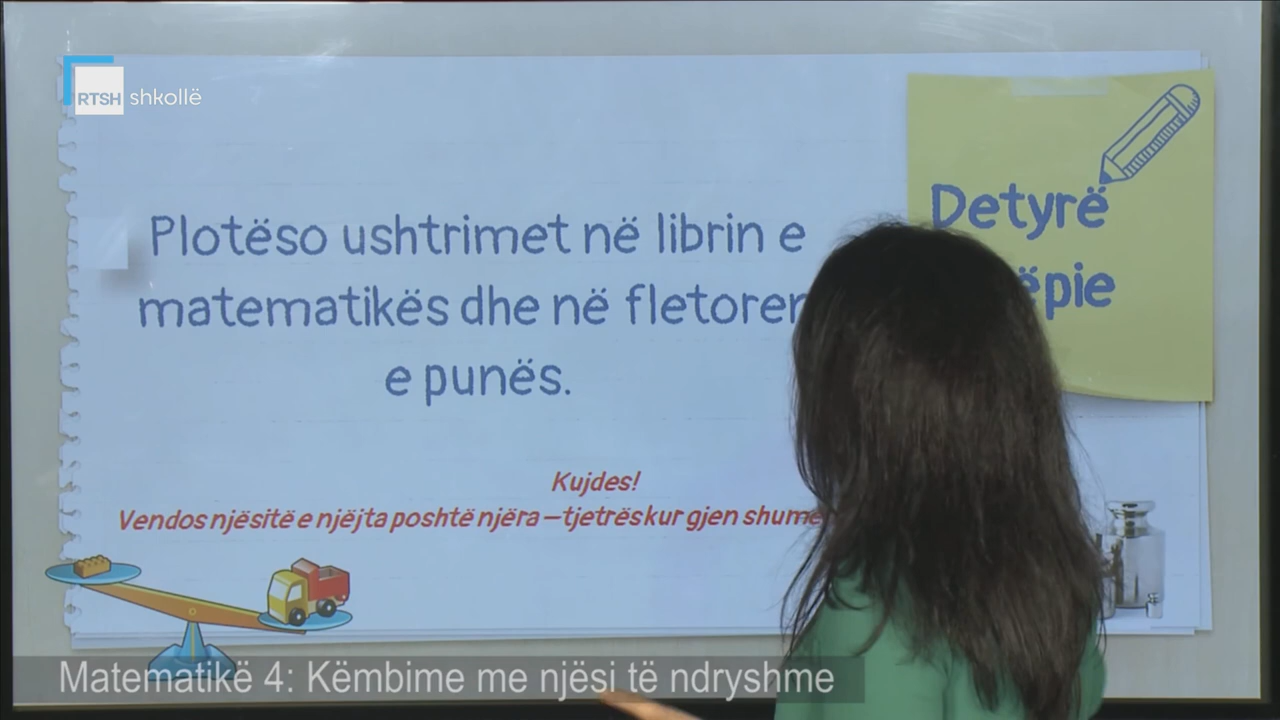 RTSH shkollë
Detyrë
Plotëso ushtrimet në librin e
matematikës dhe në fletoren
e punës.
Kujdes!
Vendos njësitë e njëjta poshtë njëra – tjetrës kur gjen
Matematikë 4: Këmbime me njësi të ndryshme